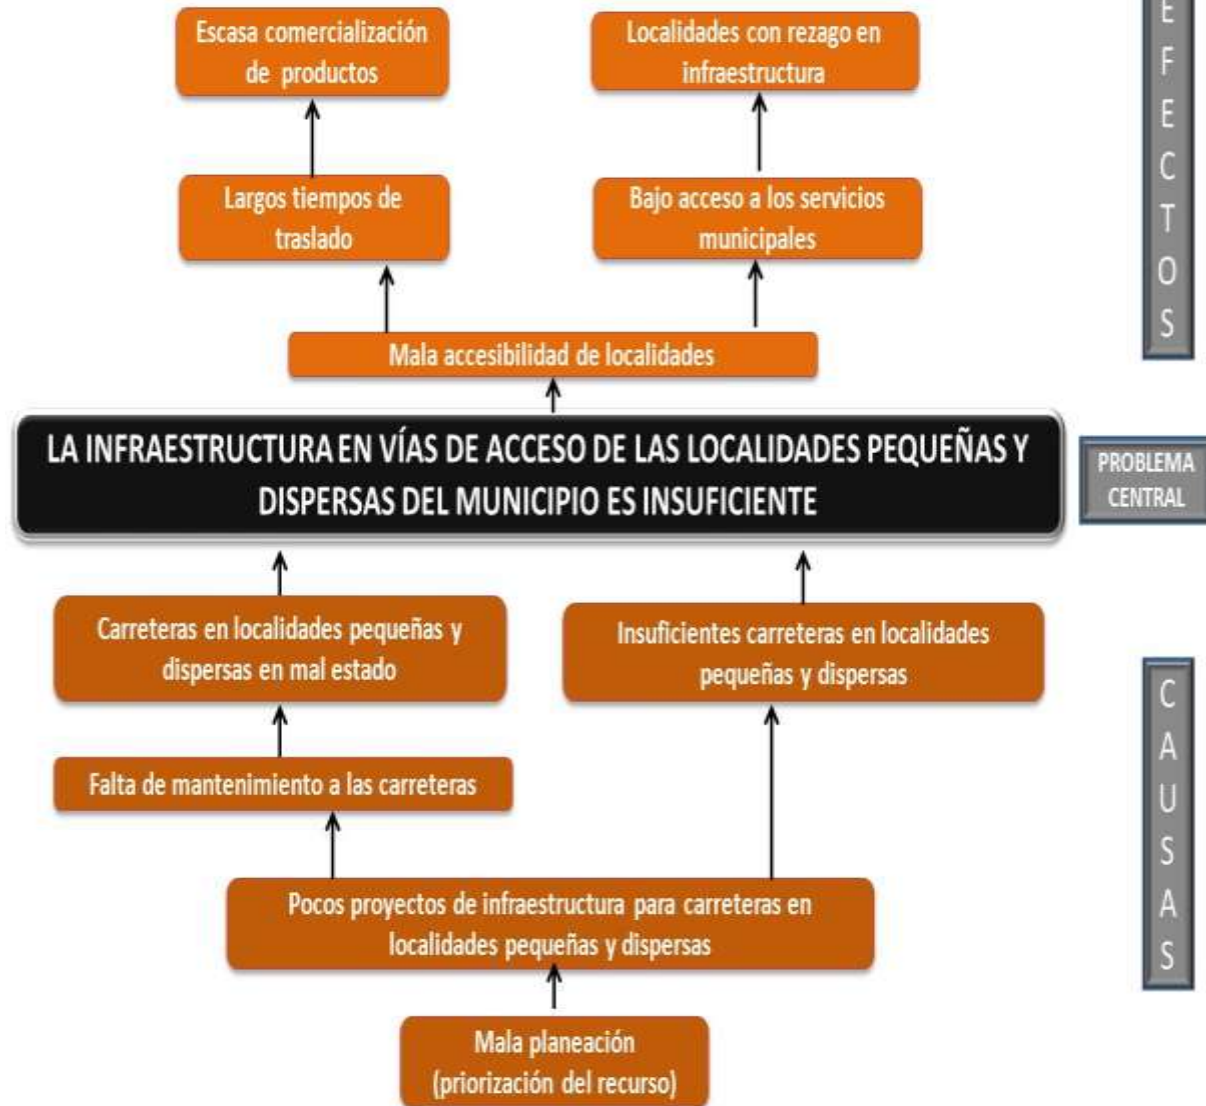 Escasa comercialización
de productos
Localidades con rezago en
infraestructura
Largos tiempos de
traslado
Bajo acceso a los servicios
municipales
Mala accesibilidad de localidades
EFECTOS
LA INFRAESTRUCTURA EN VÍAS DE ACCESO DE LAS LOCALIDADES PEQUEÑAS Y
DISPERSAS DEL MUNICIPIO ES INSUFICIENTE
PROBLEMA
CENTRAL
Carreteras en localidades pequeñas y
dispersas en mal estado
Insuficientes carreteras en localidades
pequeñas y dispersas
Falta de mantenimiento a las carreteras
Pocos proyectos de infraestructura para carreteras en
localidades pequeñas y dispersas
Mala planeación
(priorización del recurso)
CAUSAS